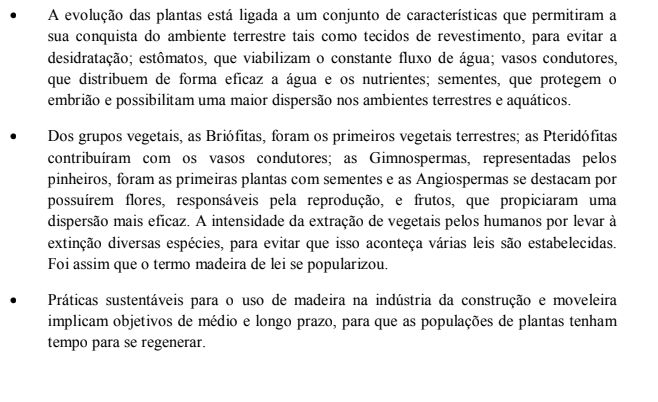 • A evolução das plantas está ligada a um conjunto de características que permitiram a
sua conquista do ambiente terrestre tais como tecidos de revestimento, para evitar a
desidratação; estômatos, que viabilizam o constante fluxo de água; vasos condutores,
que distribuem de forma eficaz a água e os nutrientes; sementes, que protegem o
embrião e possibilitam uma maior dispersão nos ambientes terrestres e aquáticos.
• Dos grupos vegetais, as Briófitas, foram os primeiros vegetais terrestres; as Pteridófitas
contribuíram com os vasos condutores; as Gimnospermas, representadas pelos
pinheiros, foram as primeiras plantas com sementes e as Angiospermas se destacam por
possuírem flores, responsáveis pela reprodução, e frutos, que propiciaram uma
dispersão mais eficaz. A intensidade da extração de vegetais pelos humanos por levar à
extinção diversas espécies, para evitar que isso aconteça várias leis são estabelecidas.
Foi assim que o termo madeira de lei se popularizou.
• Práticas sustentáveis para o uso de madeira na indústria da construção e moveleira
implicam objetivos de médio e longo prazo, para que as populações de plantas tenham
tempo para se regenerar.